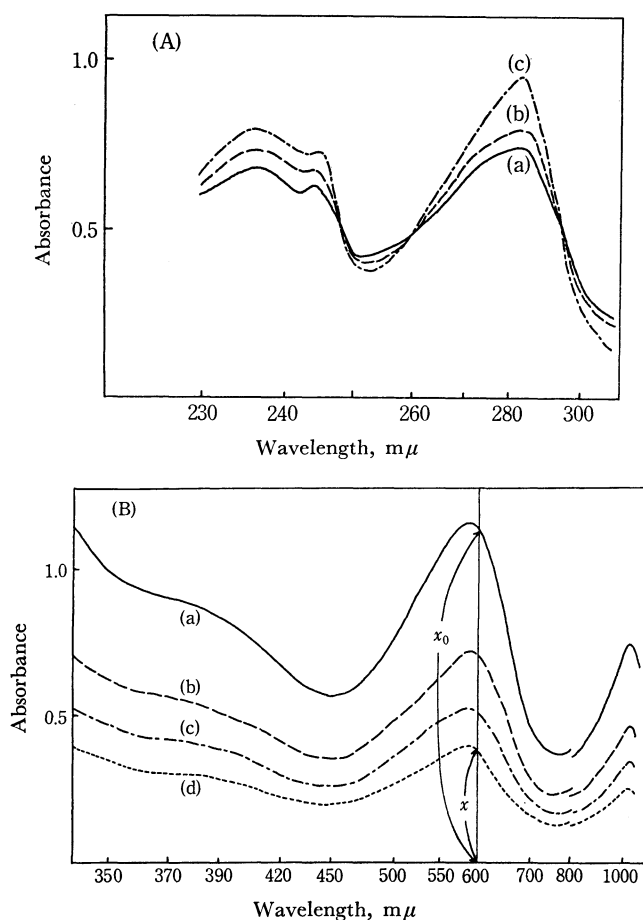 (A)
1.0
(c)
(b)
(a)
0.5
Absorbance
230 240 260 280 300
Wavelength, mμ
(B)
1.0
(a)
x₀
(b)
0.5
(c)
(d)
x
Absorbance
350 370 390 420 450 500 550 600 700 800 1000
Wavelength, mμ